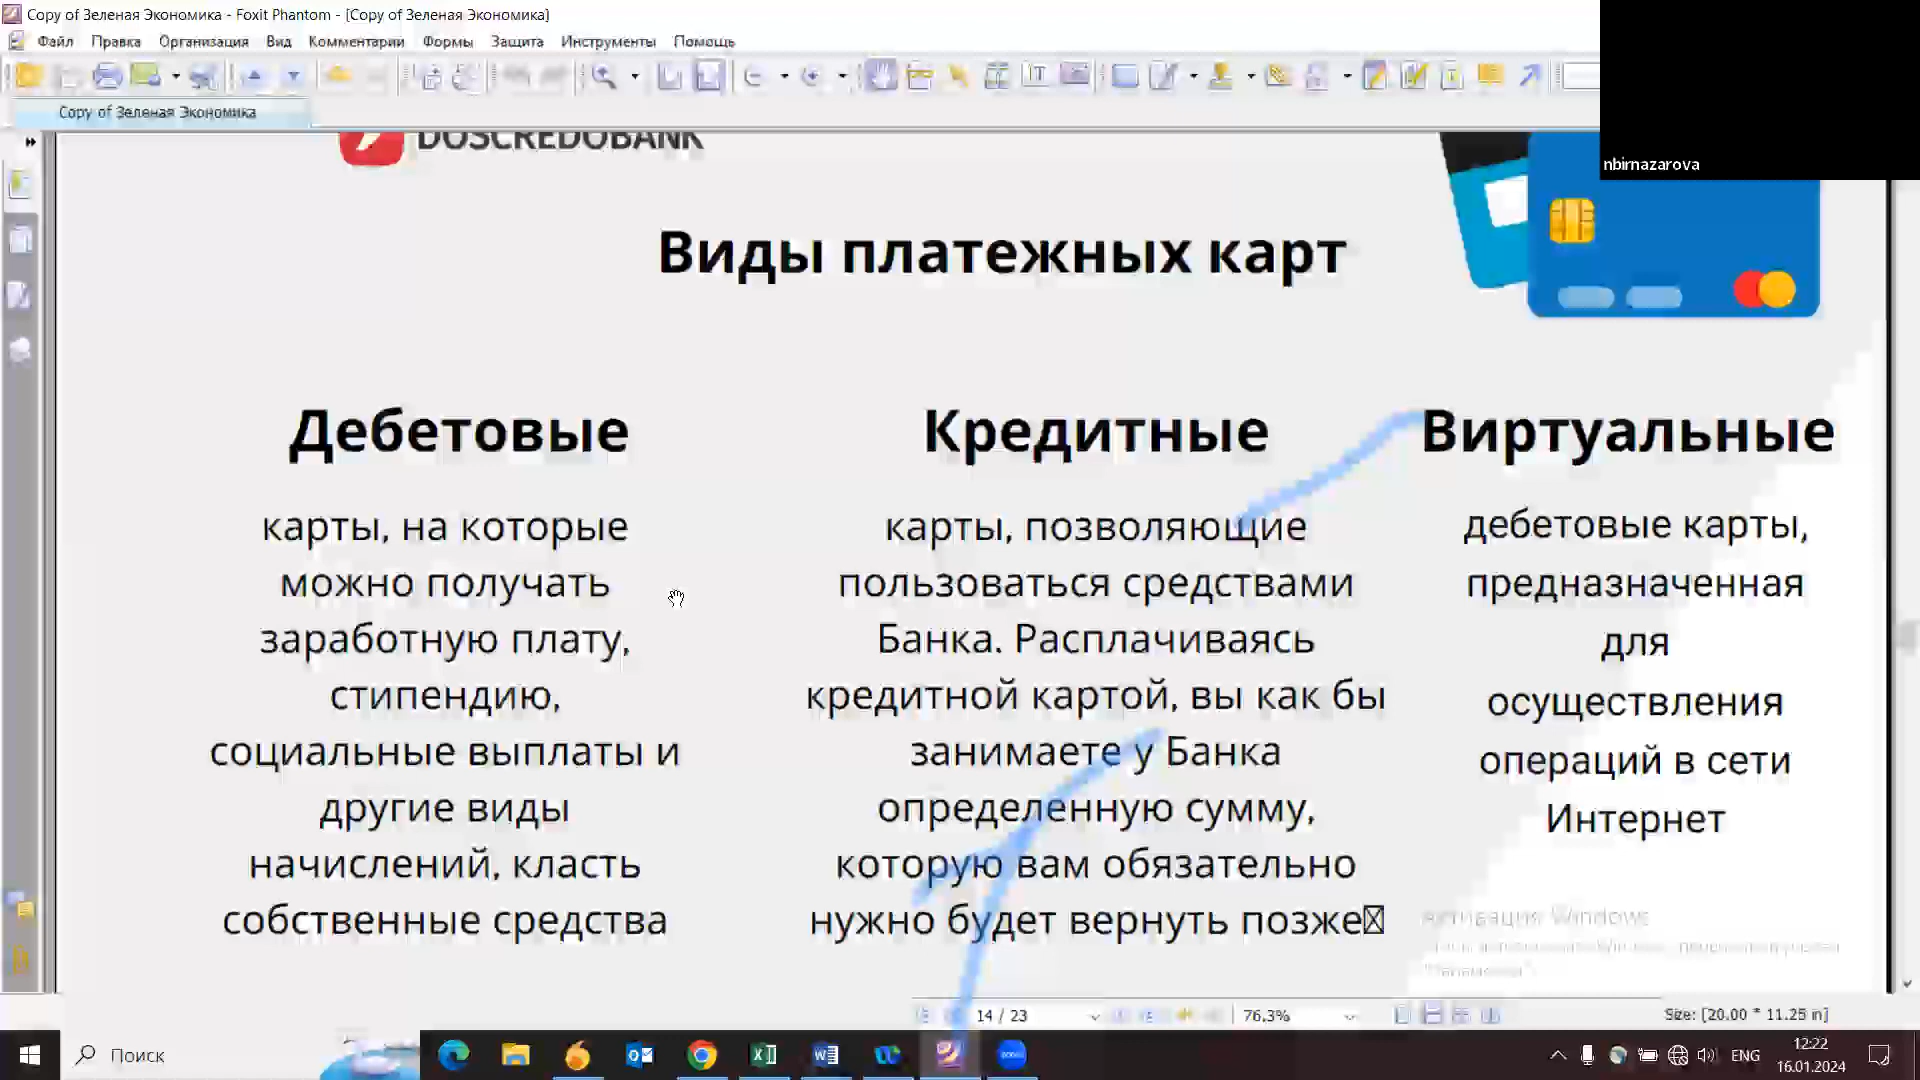 Copy of Зеленая Экономика - Foxit Phantom - [Copy of Зеленая Экономика]
Файл Правка Организация Вид Комментарии Формы Защита Инструменты Помощь
Copy of Зеленая Экономика
nbirnazarova
DOSCREDOBANK
Виды платежных карт
Дебетовые
карты, на которые
можно получать
заработную плату,
стипендию,
социальные выплаты и
другие виды
начислений, класть
собственные средства
Кредитные
карты, позволяющие
пользоваться средствами
Банка. Расплачиваясь
кредитной картой, вы как бы
занимаете у Банка
определенную сумму,
которую вам обязательно
нужно будет вернуть позже
Виртуальные
дебетовые карты,
предназначенная
для
осуществления
операций в сети
Интернет
Активация Windows
14 / 23
76,3%
Size: [20.00 * 11.25 in]
Поиск
ENG
12:22
16.01.2024